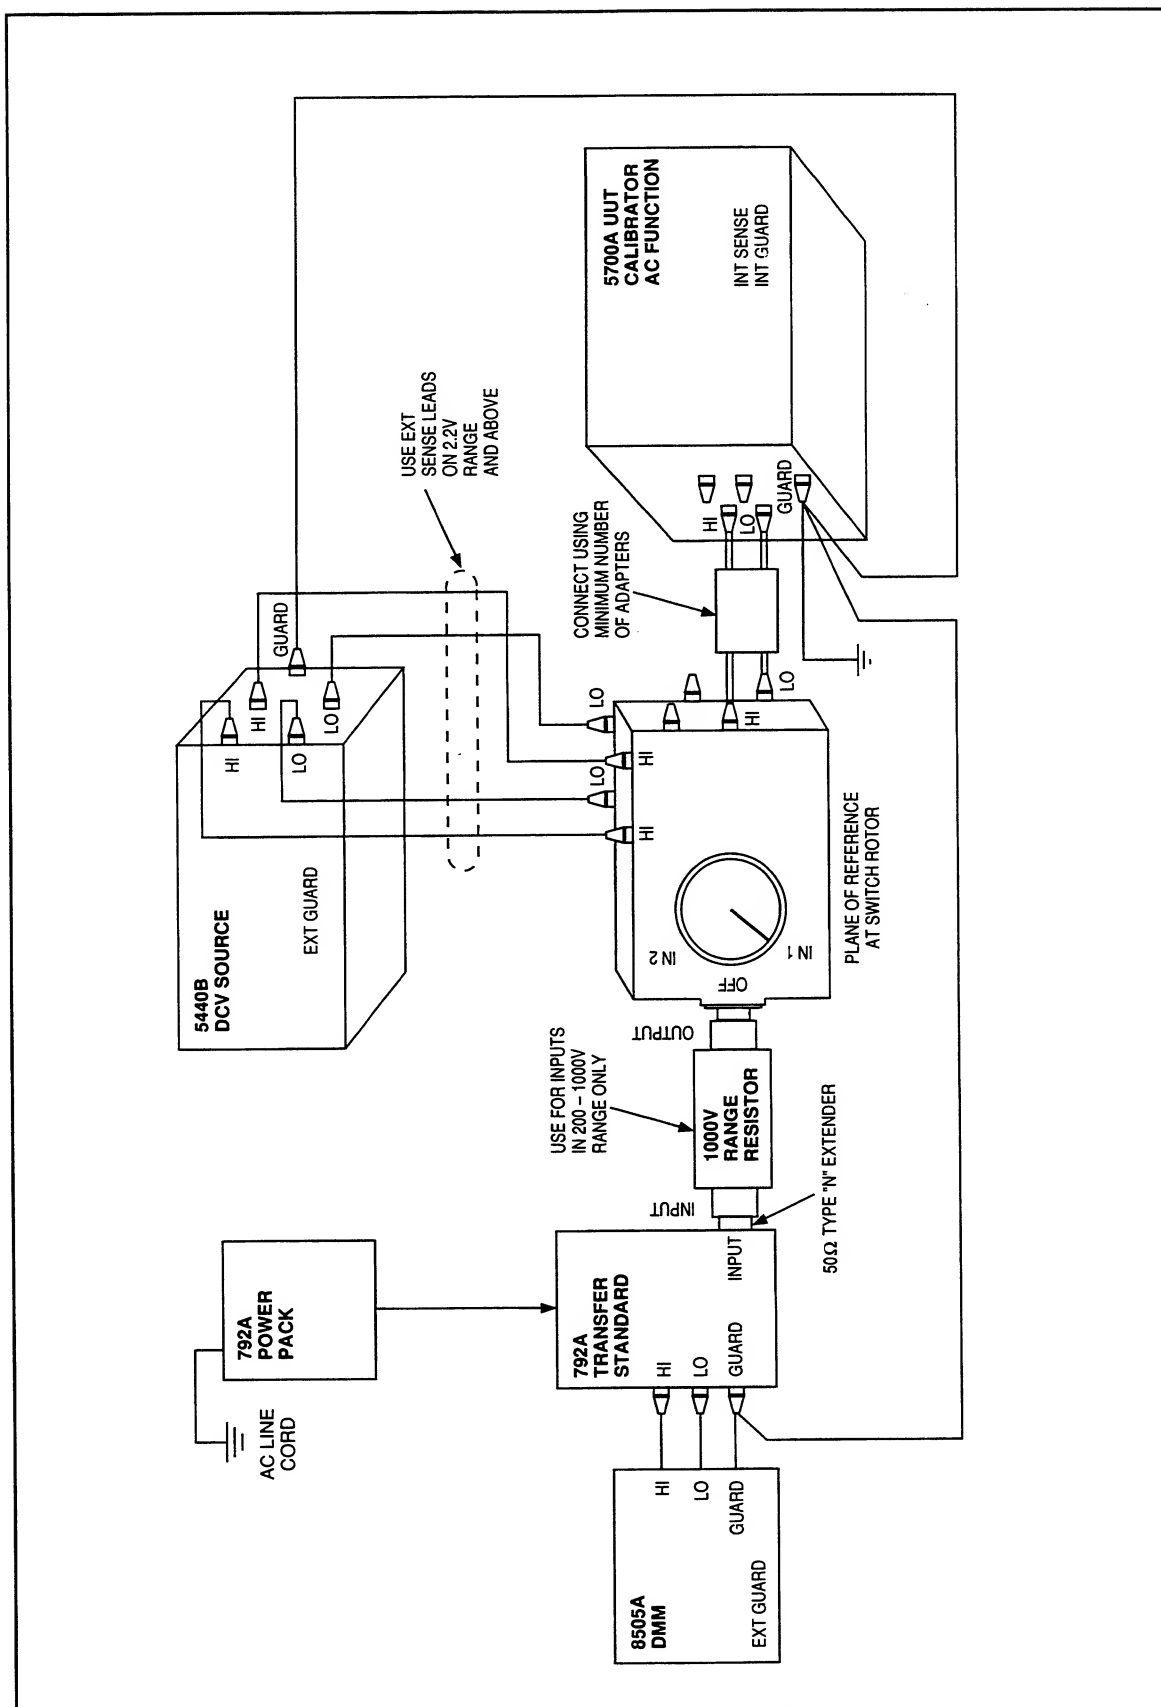 5440B
DCV SOURCE
EXT GUARD
HI
LO
HI
LO
GUARD
USE EXT
SENSE LEADS
ON 2.2V
RANGE
AND ABOVE
792A
POWER
PACK
AC LINE
CORD
8505A
DMM
EXT GUARD
HI
LO
GUARD
792A
TRANSFER
STANDARD
HI
LO
GUARD
INPUT
INPUT
50Ω TYPE "N" EXTENDER
USE FOR INPUTS
IN 200 – 1000V
RANGE ONLY
1000V
RANGE
RESISTOR
OUTPUT
OFF
IN 2
IN 1
HI
LO
HI
LO
HI
LO
PLANE OF REFERENCE
AT SWITCH ROTOR
CONNECT USING
MINIMUM NUMBER
OF ADAPTERS
HI
LO
GUARD
5700A UUT
CALIBRATOR
AC FUNCTION
INT SENSE
INT GUARD